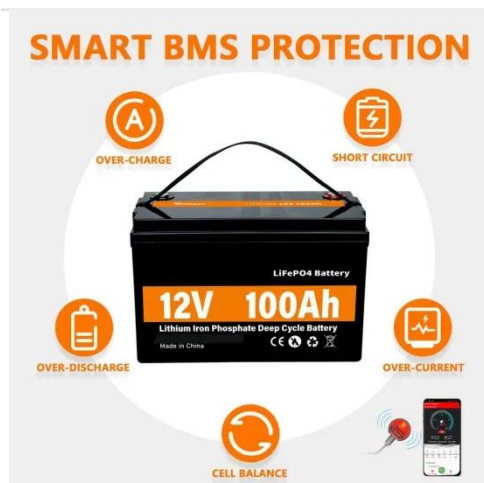 SMART BMS PROTECTION
OVER-CHARGE
SHORT CIRCUIT
LiFePO4 Battery
12V 100Ah
Lithium Iron Phosphate Deep Cycle Battery
Made in China
CE
OVER-DISCHARGE
OVER-CURRENT
CELL BALANCE